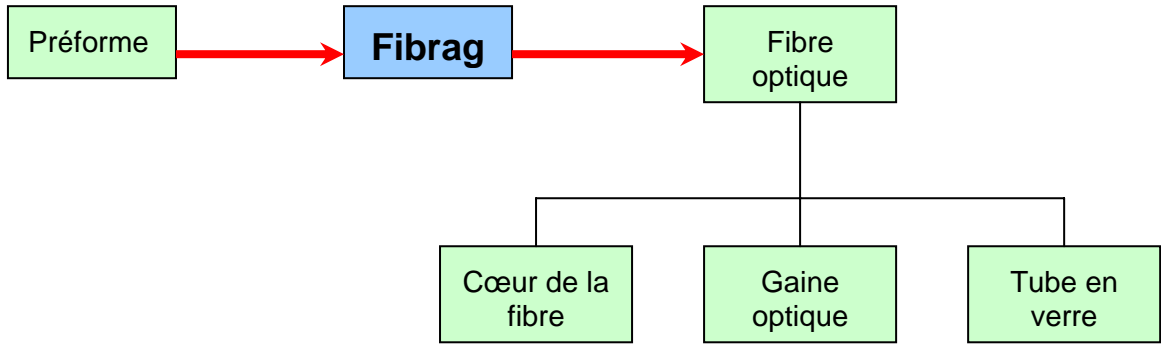 Préforme
Fibrag
Fibre
optique
Cœur de la
fibre
Gaine
optique
Tube en
verre